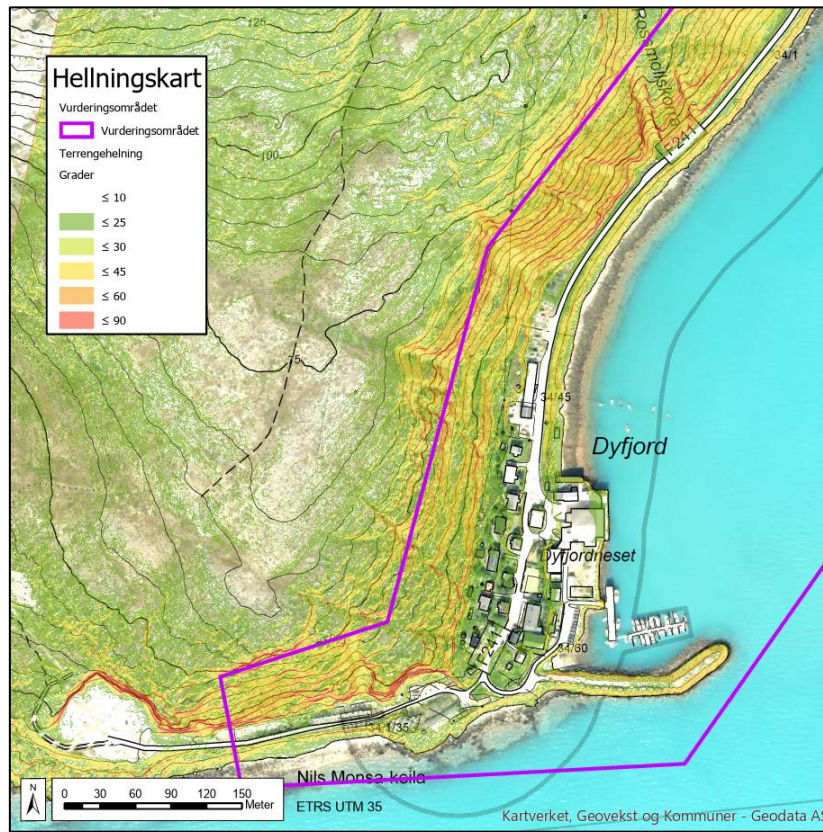 125
Hellningskart
Vurderingsområdet
Vurderingsområdet
Terrengehelning
Grader
≤ 10
≤ 25
≤ 30
≤ 45
≤ 60
≤ 90
100
75
34/1
F 241
34/45
Dyfjord
Dyfjordneset
F 241
34/60
1/35
Nils Monsa-keila
N
0 30 60 90 150
Meter
ETRS UTM 35
Kartverket, Geovekst og Kommuner - Geodata AS